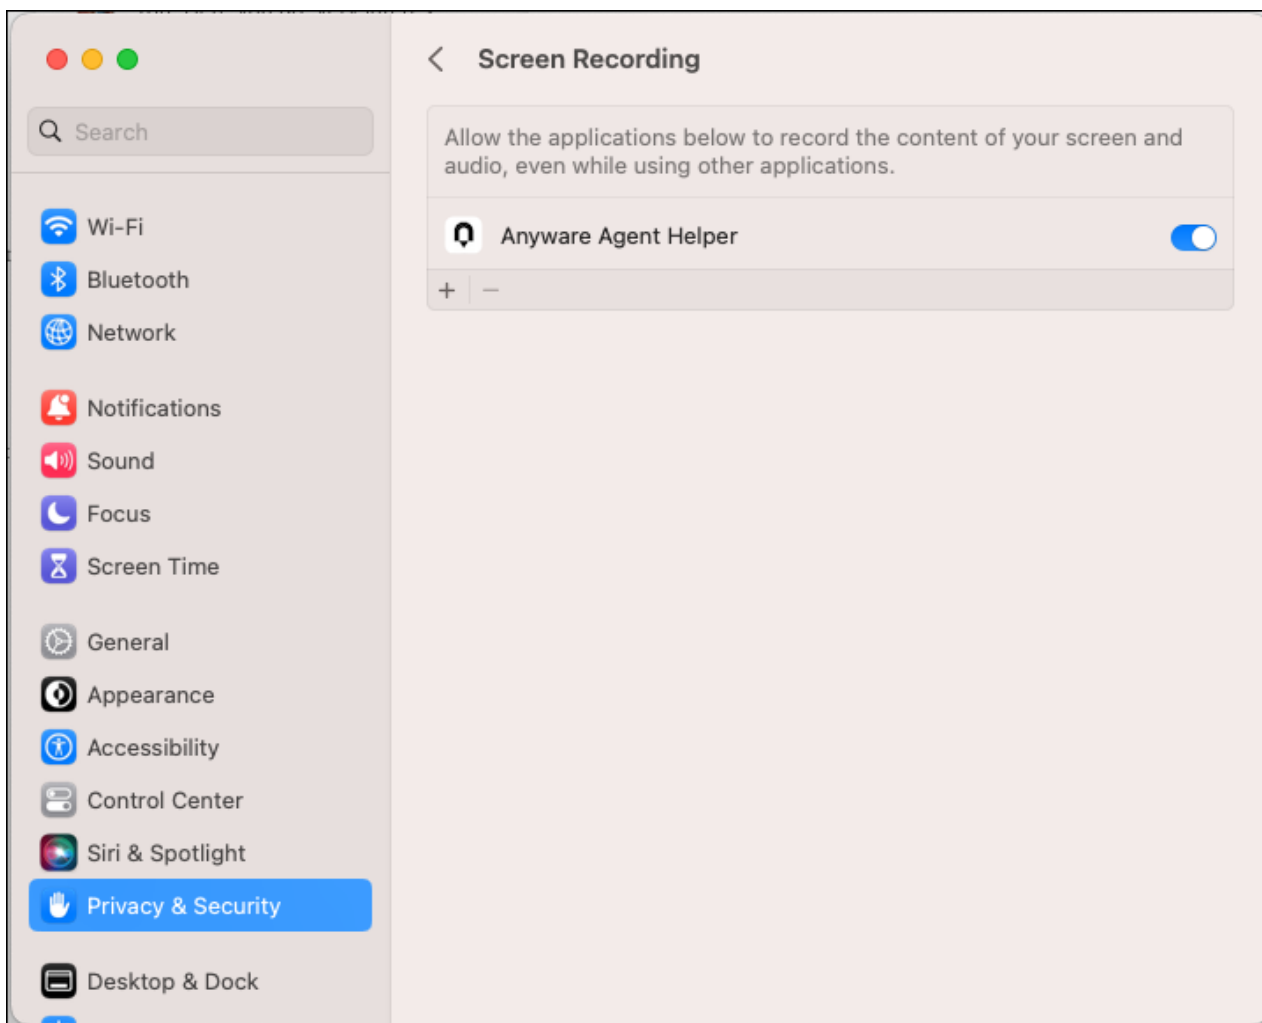 Search
Wi-Fi
Bluetooth
Network
Notifications
Sound
Focus
Screen Time
General
Appearance
Accessibility
Control Center
Siri & Spotlight
Privacy & Security
Desktop & Dock
Screen Recording
Allow the applications below to record the content of your screen and
audio, even while using other applications.
Anyware Agent Helper